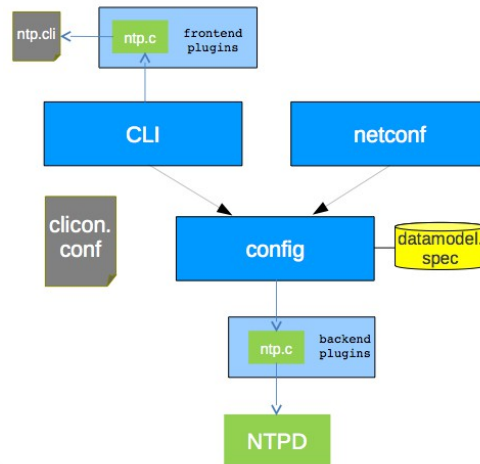 ntp.cli
ntp.c
frontend
plugins
CLI
netconf
clicon.
conf
config
datamodel.
spec
ntp.c
backend
plugins
NTPD